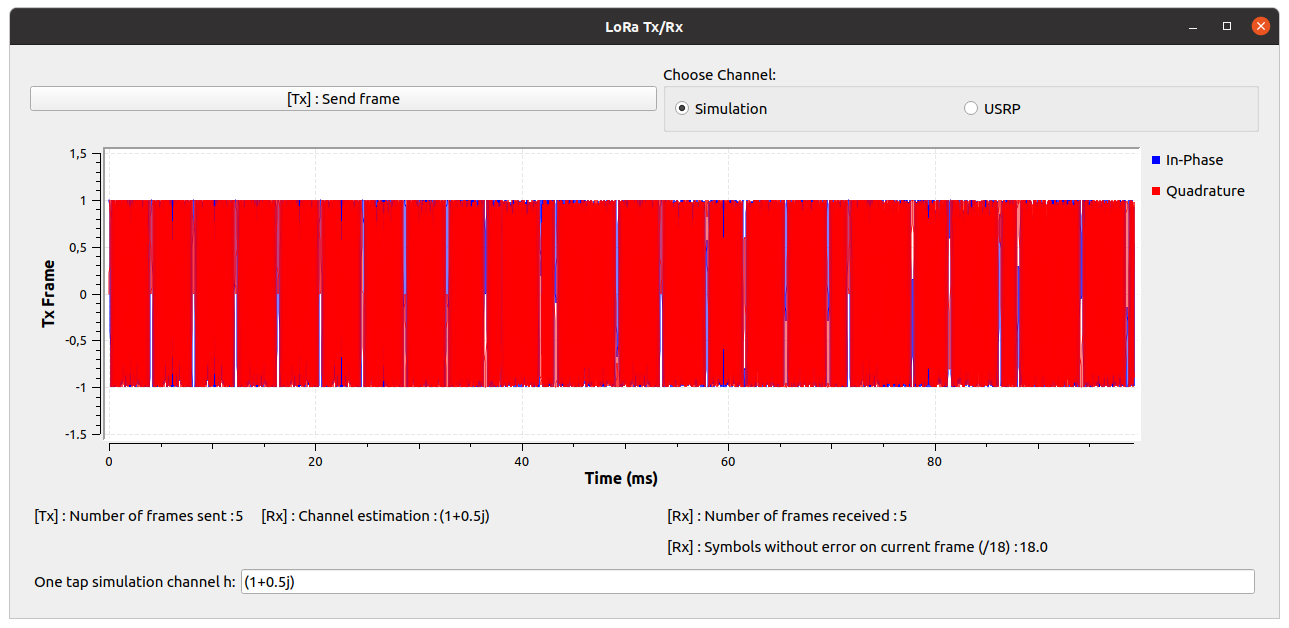 LoRa Tx/Rx
Choose Channel:
[Tx] : Send frame
Simulation
USRP
1,5
1
0,5
0
-0,5
-1
-1.5
Tx Frame
In-Phase
Quadrature
0
20
40
60
80
Time (ms)
[Tx] : Number of frames sent :5
[Rx] : Channel estimation : (1+0.5j)
[Rx] : Number of frames received : 5
[Rx] : Symbols without error on current frame (/18) :18.0
One tap simulation channel h: (1+0.5j)